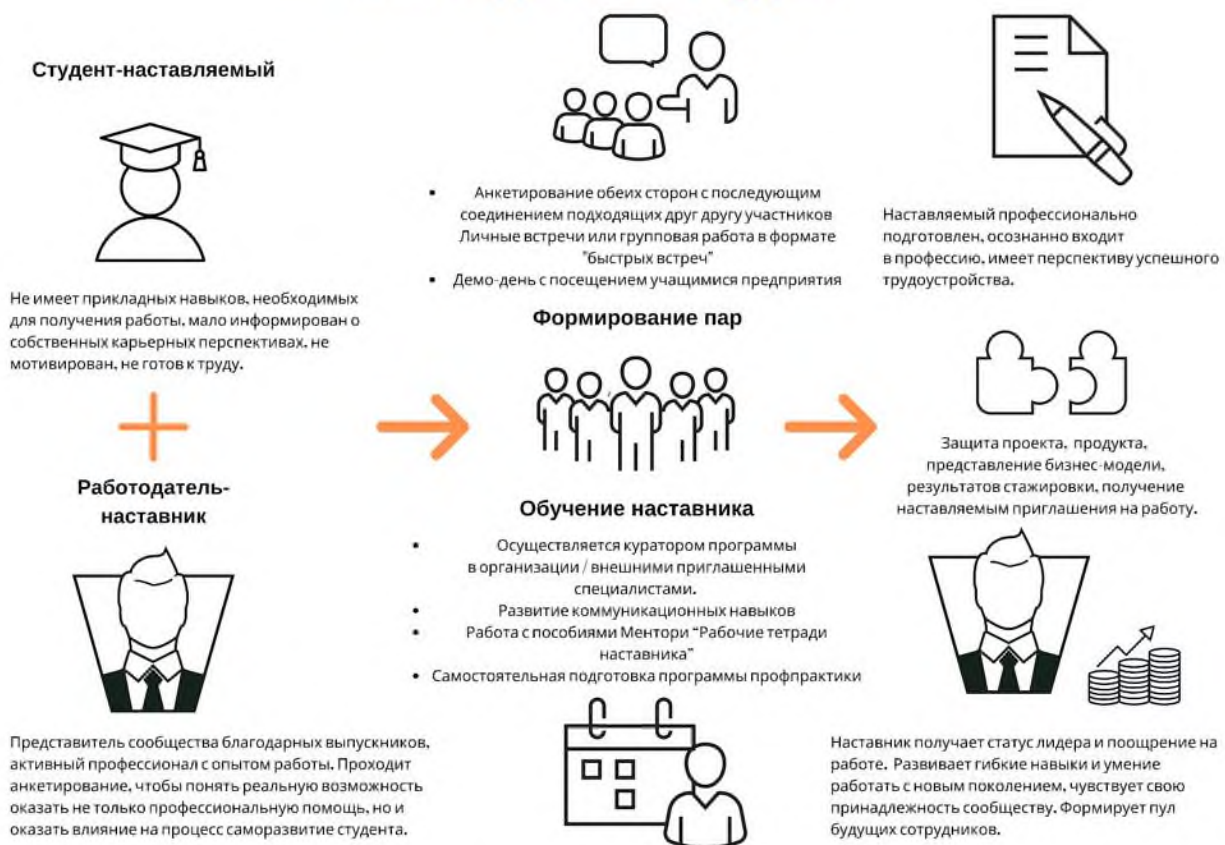 Студент-наставляемый
Не имеет прикладных навыков, необходимых
для получения работы, мало информирован о
собственных карьерных перспективах, не
мотивирован, не готов к труду.
Работодатель-
наставник
Представитель сообщества благодарных выпускников,
активный профессионал с опытом работы. Проходит
анкетирование, чтобы понять реальную возможность
оказать не только профессиональную помощь, но и
оказать влияние на процесс саморазвитие студента.
• Анкетирование обеих сторон с последующим
соединением подходящих друг другу участников
Личные встречи или групповая работа в формате
"быстрых встреч"
• Демо-день с посещением учащимися предприятия
Формирование пар
Обучение наставника
• Осуществляется куратором программы
в организации / внешними приглашенными
специалистами.
• Развитие коммуникационных навыков
• Работа с пособиями Ментори “Рабочие тетради
наставника”
• Самостоятельная подготовка программы профпрактики
Наставляемый профессионально
подготовлен, осознанно входит
в профессию, имеет перспективу успешного
трудоустройства.
Защита проекта, продукта,
представление бизнес-модели,
результатов стажировки, получение
наставляемым приглашения на работу.
Наставник получает статус лидера и поощрение на
работе. Развивает гибкие навыки и умение
работать с новым поколением, чувствует свою
принадлежность сообществу. Формирует пул
будущих сотрудников.